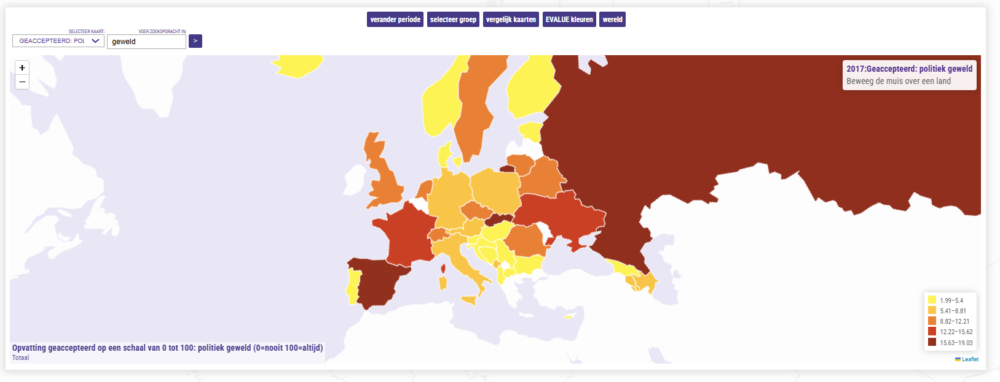 verander periode
selecteer groep
vergelijk kaarten
EVALUE kleuren
wereld
SELECTEER KAART:
VOER ZOEKOPDRACHT IN:
GEACCEPTEERD: POL
geweld
>
+
−
2017:Geaccepteerd: politiek geweld
Beweeg de muis over een land
1.99–5.4
5.41–8.81
8.82–12.21
12.22–15.62
15.63–19.03
Opvatting geaccepteerd op een schaal van 0 tot 100: politiek geweld (0=nooit 100=altijd)
Totaal
Leaflet